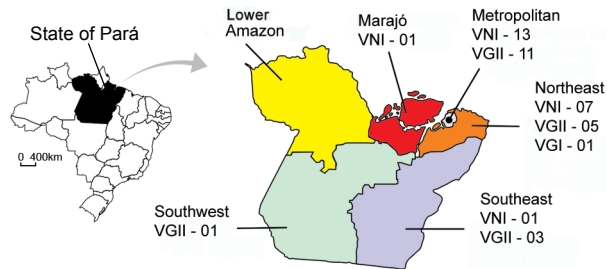 State of Pará
0 400km
Lower
Amazon
Marajó
VNI - 01
Metropolitan
VNI - 13
VGII - 11
Northeast
VNI - 07
VGII - 05
VGI - 01
Southwest
VGII - 01
Southeast
VNI - 01
VGII - 03